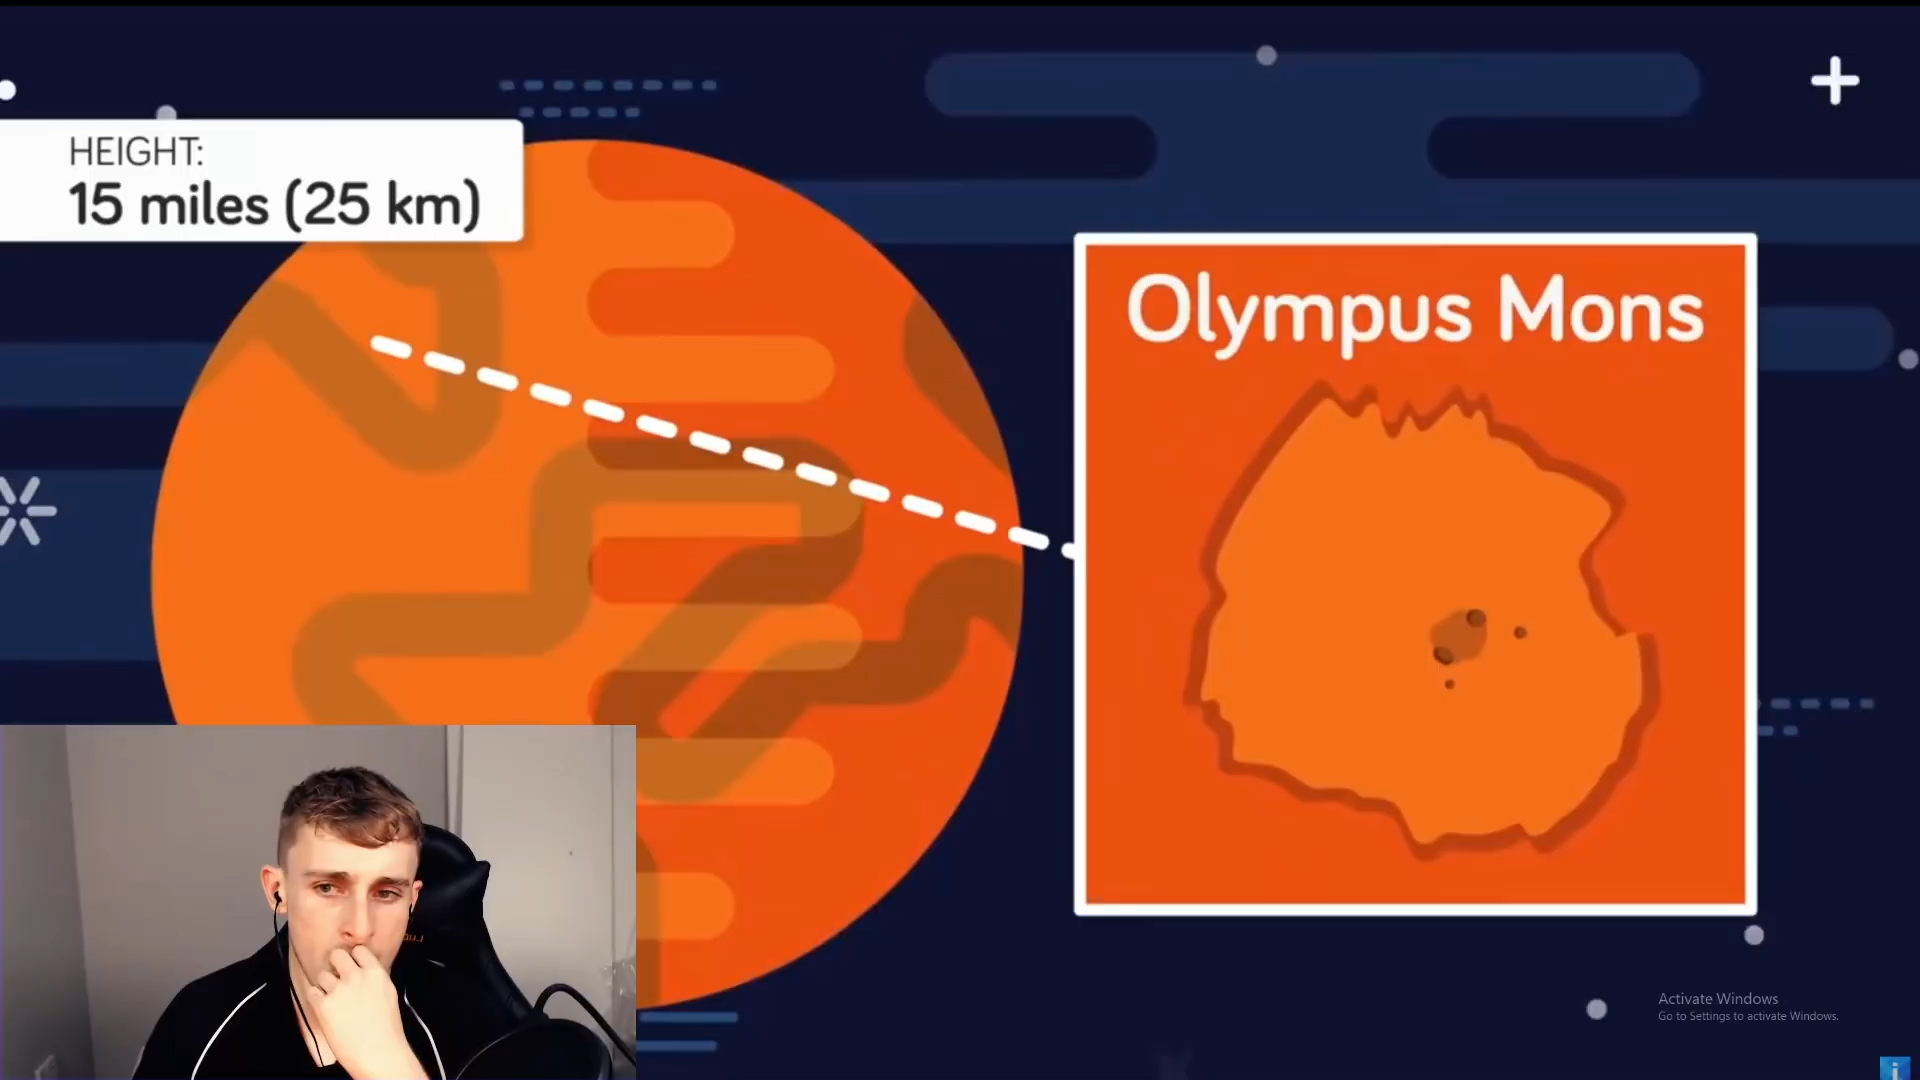 HEIGHT:
15 miles (25 km)
Olympus Mons
Activate Windows
Go to Settings to activate Windows.